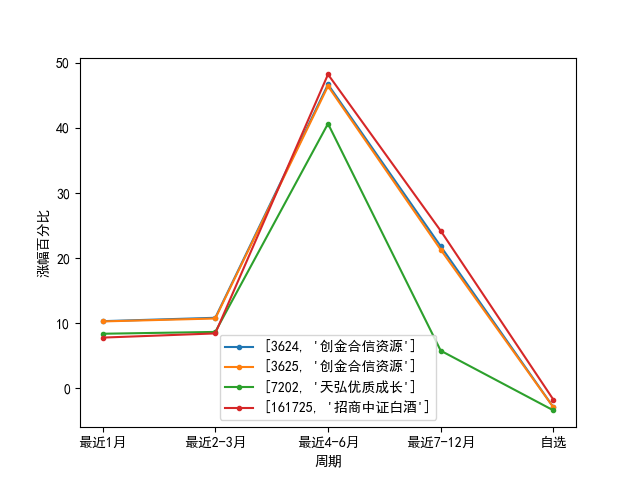 50
40
30
20
10
0
涨幅百分比
[3624, '创金合信资源']
[3625, '创金合信资源']
[7202, '天弘优质成长']
[161725, '招商中证白酒']
最近1月 最近2-3月 最近4-6月 最近7-12月 自选
周期